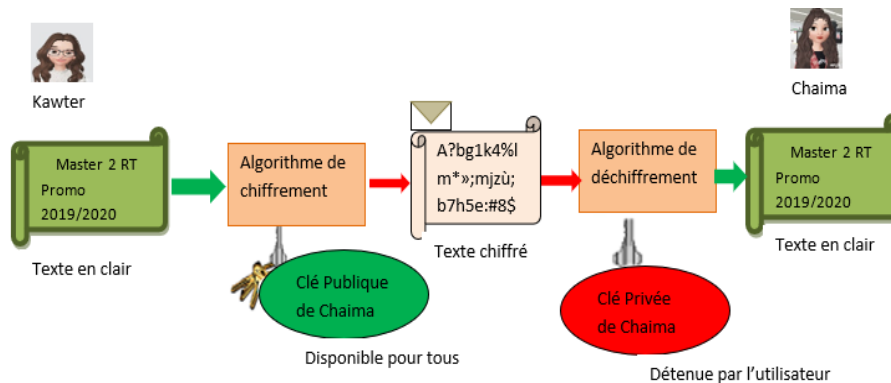 Kawter
Chaima
Master 2 RT
Promo
2019/2020
Texte en clair
Algorithme de
chiffrement
A?bg1k4%l
m*»;mjzù;
b7h5e:#8$
Texte chiffré
Algorithme de
déchiffrement
Master 2 RT
Promo
2019/2020
Texte en clair
Clé Publique
de Chaima
Disponible pour tous
Clé Privée
de Chaima
Détenue par l’utilisateur